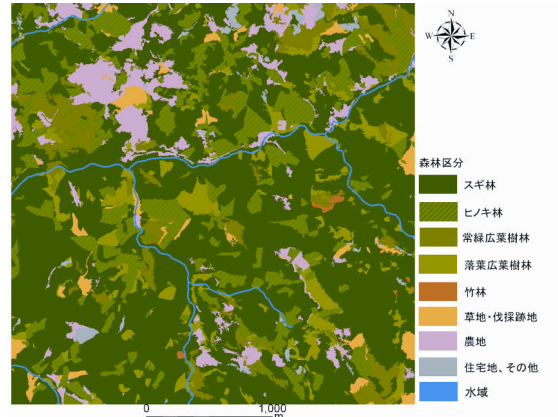 N
W
E
S
森林区分
スギ林
ヒノキ林
常緑広葉樹林
落葉広葉樹林
竹林
草地・伐採跡地
農地
住宅地、その他
水域
0 1,000
m